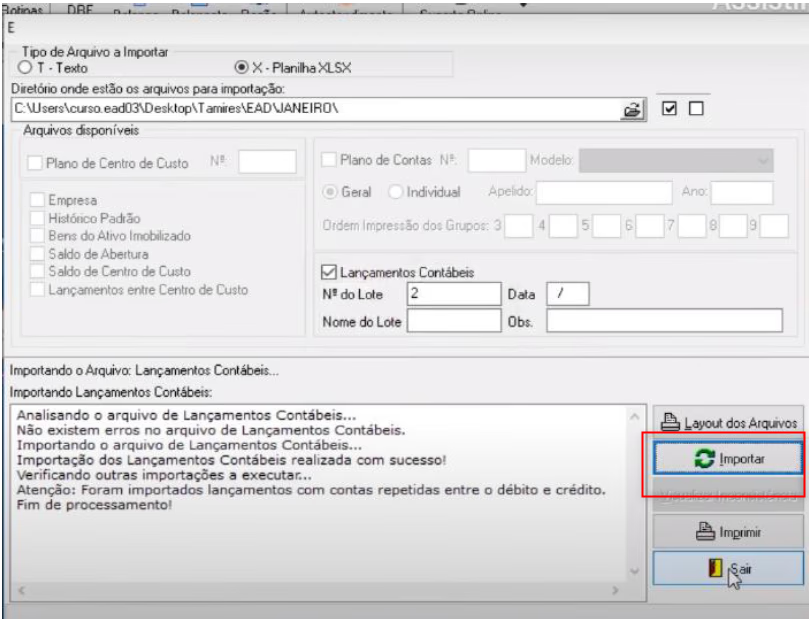 Rotinas DRE Balanço Balancete Razão Autoatendimento Suporte Online
E
Tipo de Arquivo a Importar
T - Texto X - Planilha XLSX
Diretório onde estão os arquivos para importação:
C:\Users\curso.ead03\Desktop\Tamires\EAD\JANEIRO\
Arquivos disponíveis
Plano de Centro de Custo Nº:
Plano de Contas Nº: Modelo:
Geral Individual Apelido: Ano:
Empresa
Histórico Padrão
Bens do Ativo Imobilizado
Saldo de Abertura
Saldo de Centro de Custo
Lançamentos entre Centro de Custo
Ordem Impressão dos Grupos: 3 4 5 6 7 8 9
Lançamentos Contábeis
Nº do Lote 2 Data /
Nome do Lote Obs.
Importando o Arquivo: Lançamentos Contábeis...
Importando Lançamentos Contábeis:
Analisando o arquivo de Lançamentos Contábeis...
Não existem erros no arquivo de Lançamentos Contábeis.
Importando o arquivo de Lançamentos Contábeis...
Importação dos Lançamentos Contábeis realizada com sucesso!
Verificando outras importações a executar...
Atenção: Foram importados lançamentos com contas repetidas entre o débito e crédito.
Fim de processamento!
Layout dos Arquivos
Importar
Imprimir
Sair